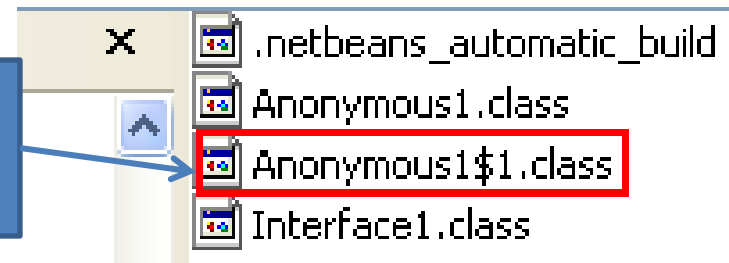 .netbeans_automatic_build
Anonymous1.class
Anonymous1$1.class
Interface1.class